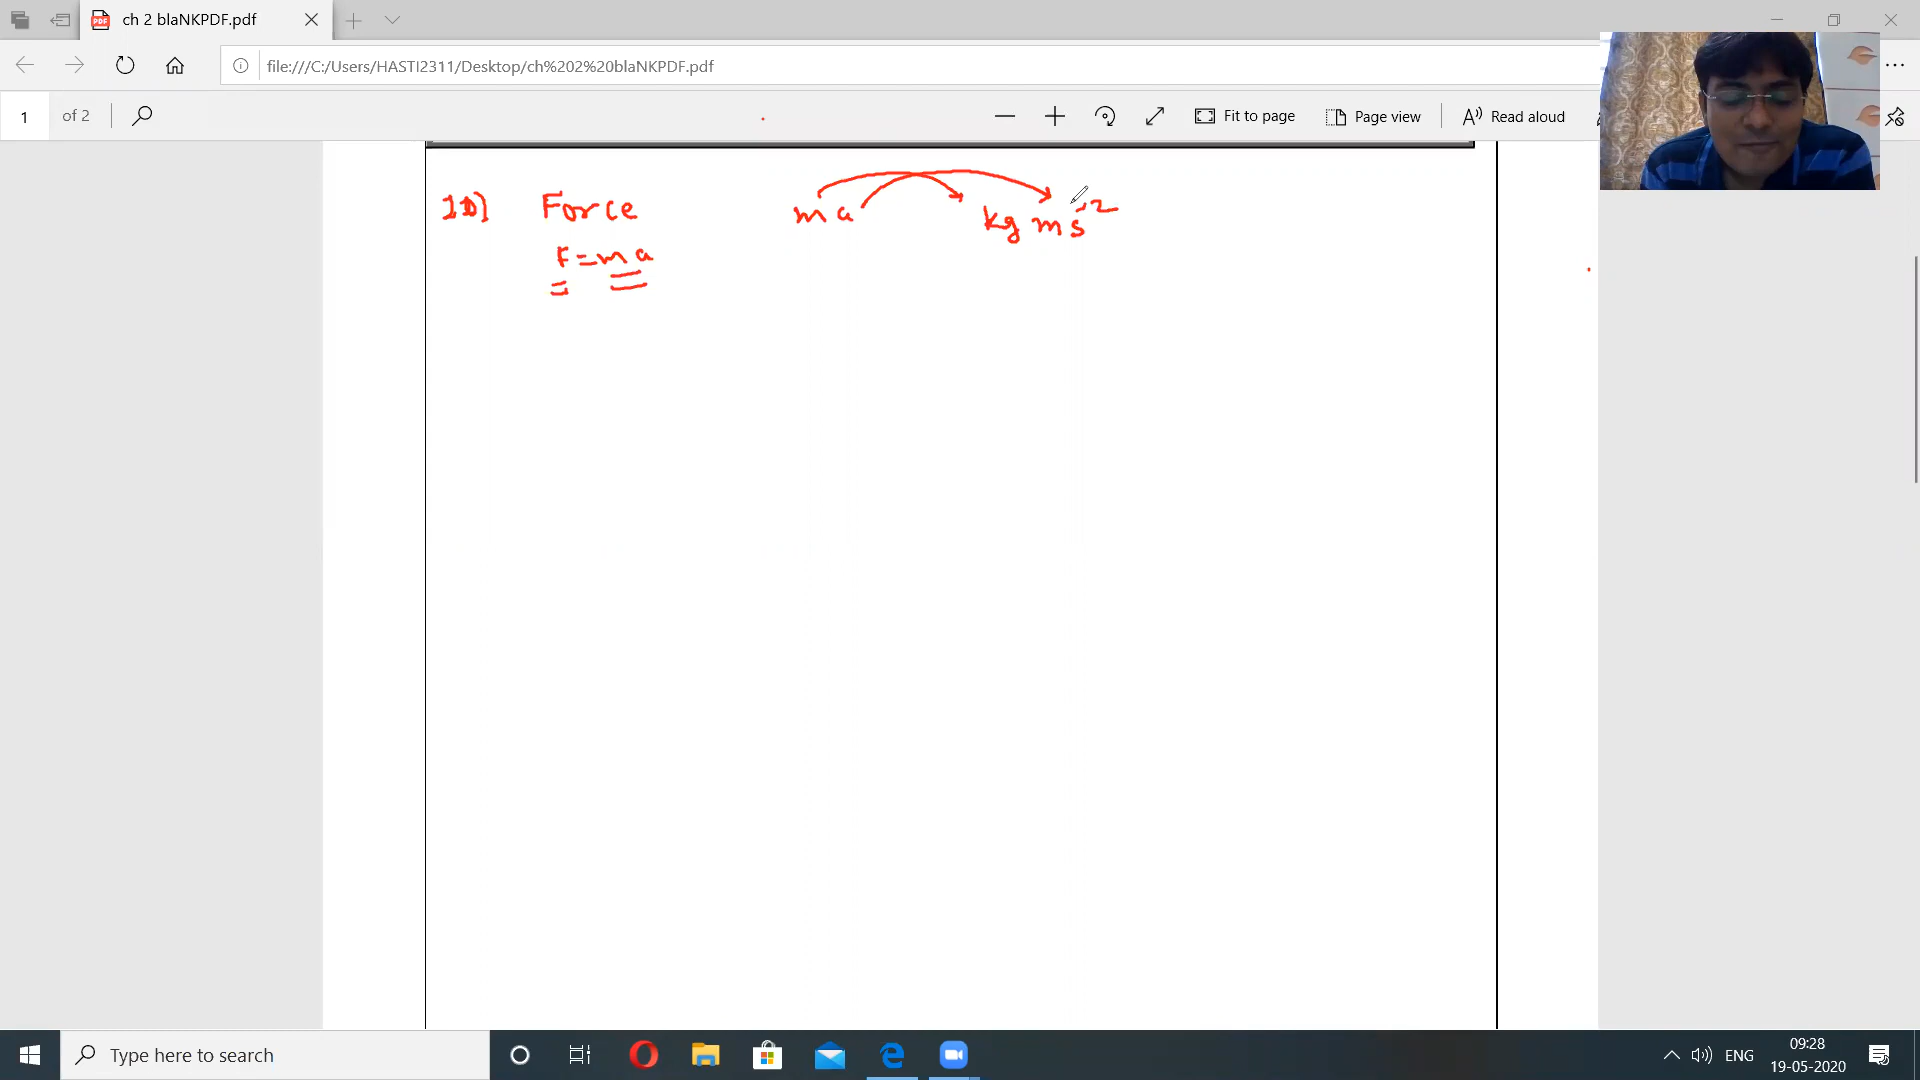 ch 2 blaNKPDF.pdf
file:///C:/Users/HASTI2311/Desktop/ch%202%20blaNKPDF.pdf
1 of 2
Fit to page
Page view
Read aloud
10) Force m a kg m s⁻²
F = m a
Type here to search
ENG
09:28
19-05-2020